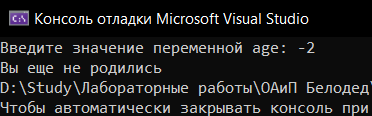 Консоль отладки Microsoft Visual Studio
Введите значение переменной age: -2
Вы еще не родились
D:\Study\Лабораторные работы\ОАиП Белодед\
Чтобы автоматически закрывать консоль при